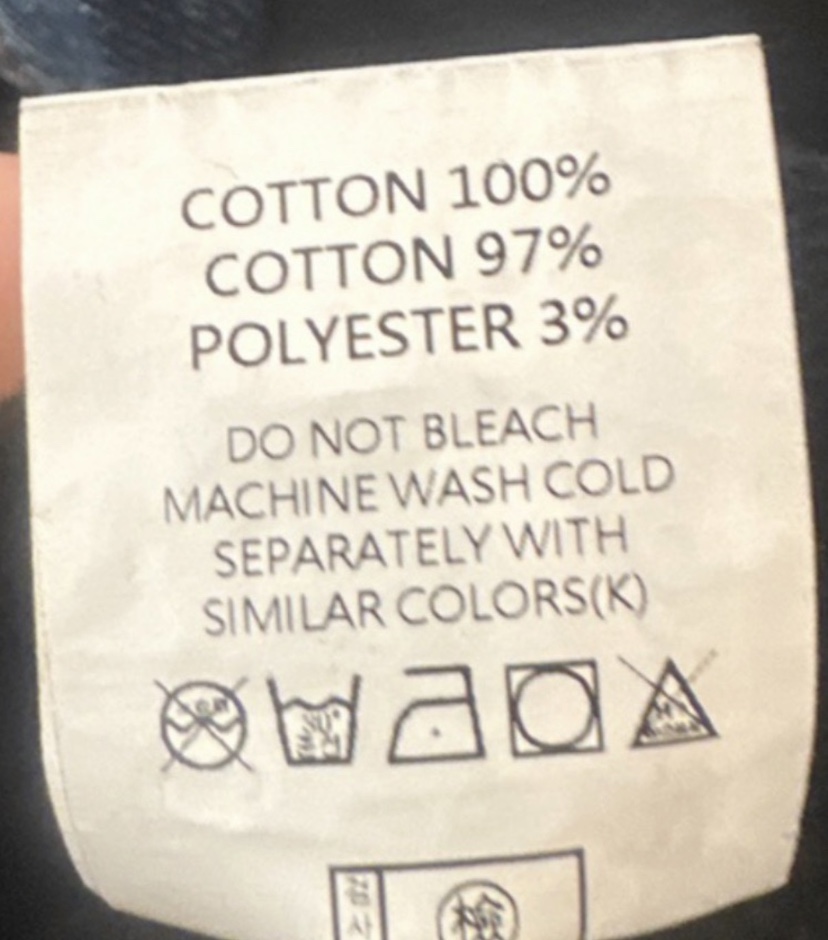 COTTON 100%
COTTON 97%
POLYESTER 3%
DO NOT BLEACH
MACHINE WASH COLD
SEPARATELY WITH
SIMILAR COLORS(K)
검사
檢